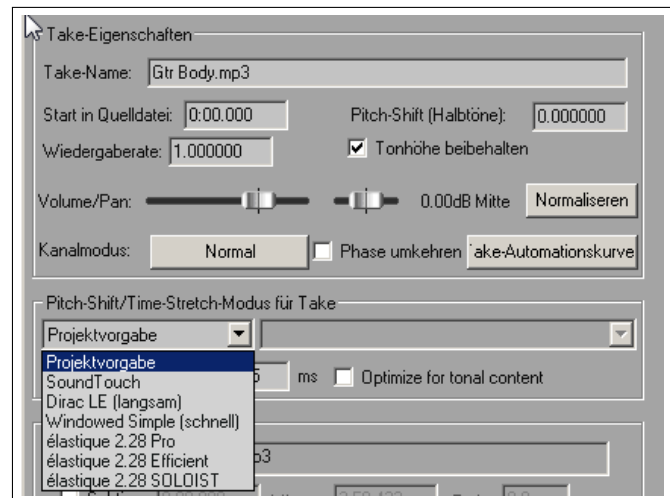 Take-Eigenschaften
Take-Name: Gtr Body.mp3
Start in Quelldatei: 0:00.000 Pitch-Shift (Halbtöne): 0.000000
Wiedergaberate: 1.000000 Tonhöhe beibehalten
Volume/Pan: 0.00dB Mitte Normalisieren
Kanalmodus: Normal Phase umkehren ake-Automationskurve
Pitch-Shift/Time-Stretch-Modus für Take
Projektvorgabe
Projektvorgabe
SoundTouch
5 ms Optimize for tonal content
Dirac LE (langsam)
Windowed Simple (schnell)
élastique 2.28 Pro
élastique 2.28 Efficient
p3
élastique 2.28 SOLOIST